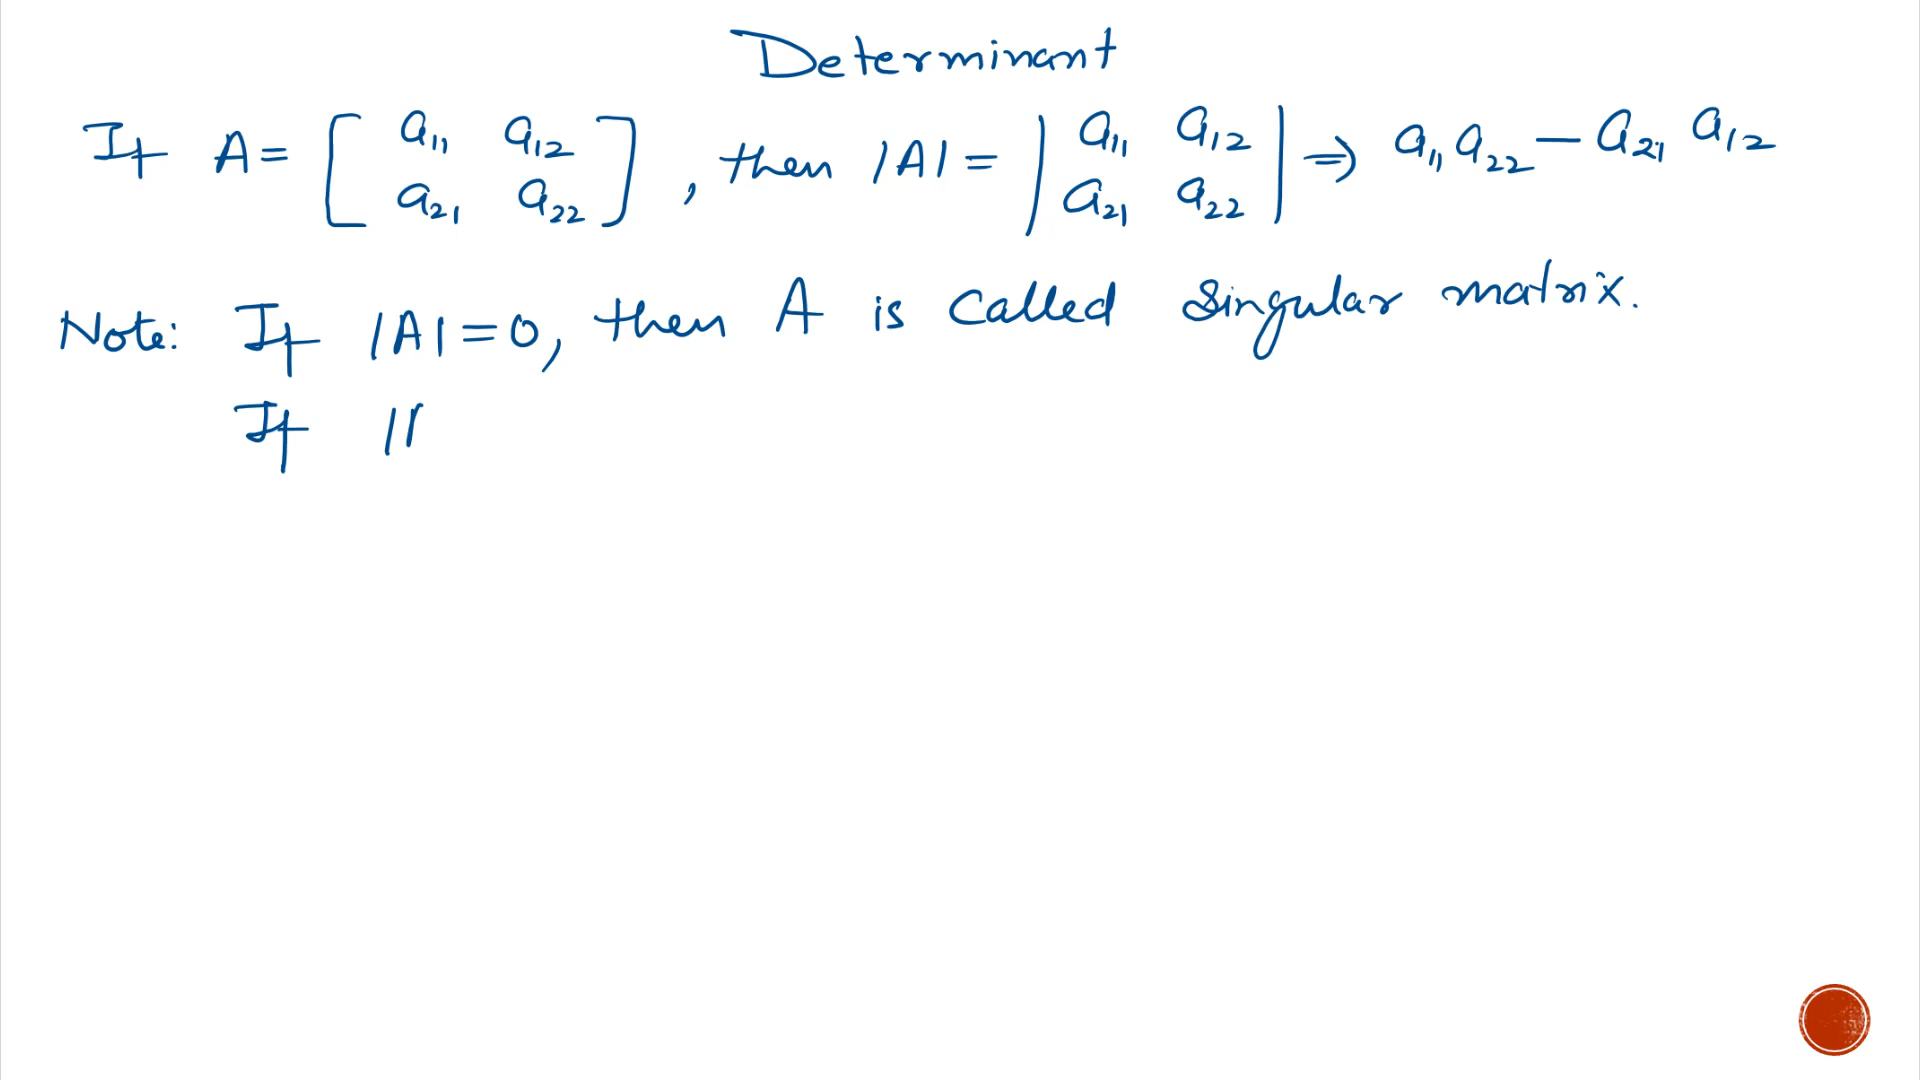 Determinant
If A = [ a11 a12 a21 a22 ], then |A| = | a11 a12 a21 a22 | ⇒ a11 a22 − a21 a12
Note: If |A| = 0, then A is called Singular matrix.
If |